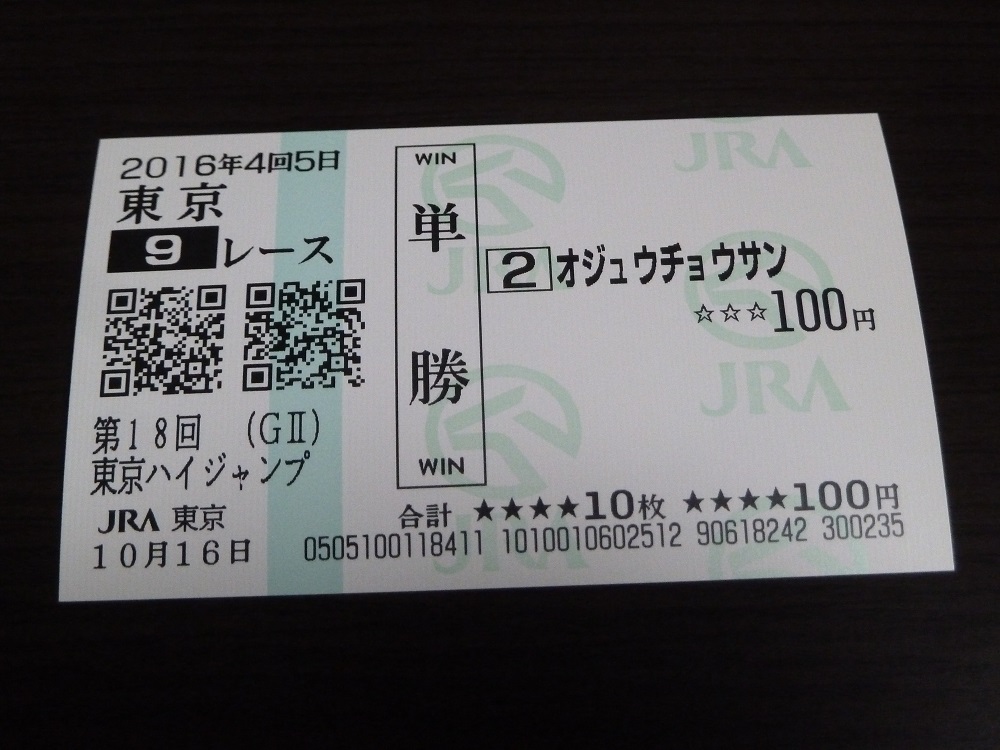 2016年4回5日
東京
9レース
第18回 (GⅡ)
東京ハイジャンプ
JRA 東京
10月16日
WIN
単勝
WIN
2 オジュウチョウサン
☆☆☆100円
合計 ★★★★10枚 ★★★★100円
0505100118411 1010010602512 90618242 300235
JRA
JRA
JRA
JRA